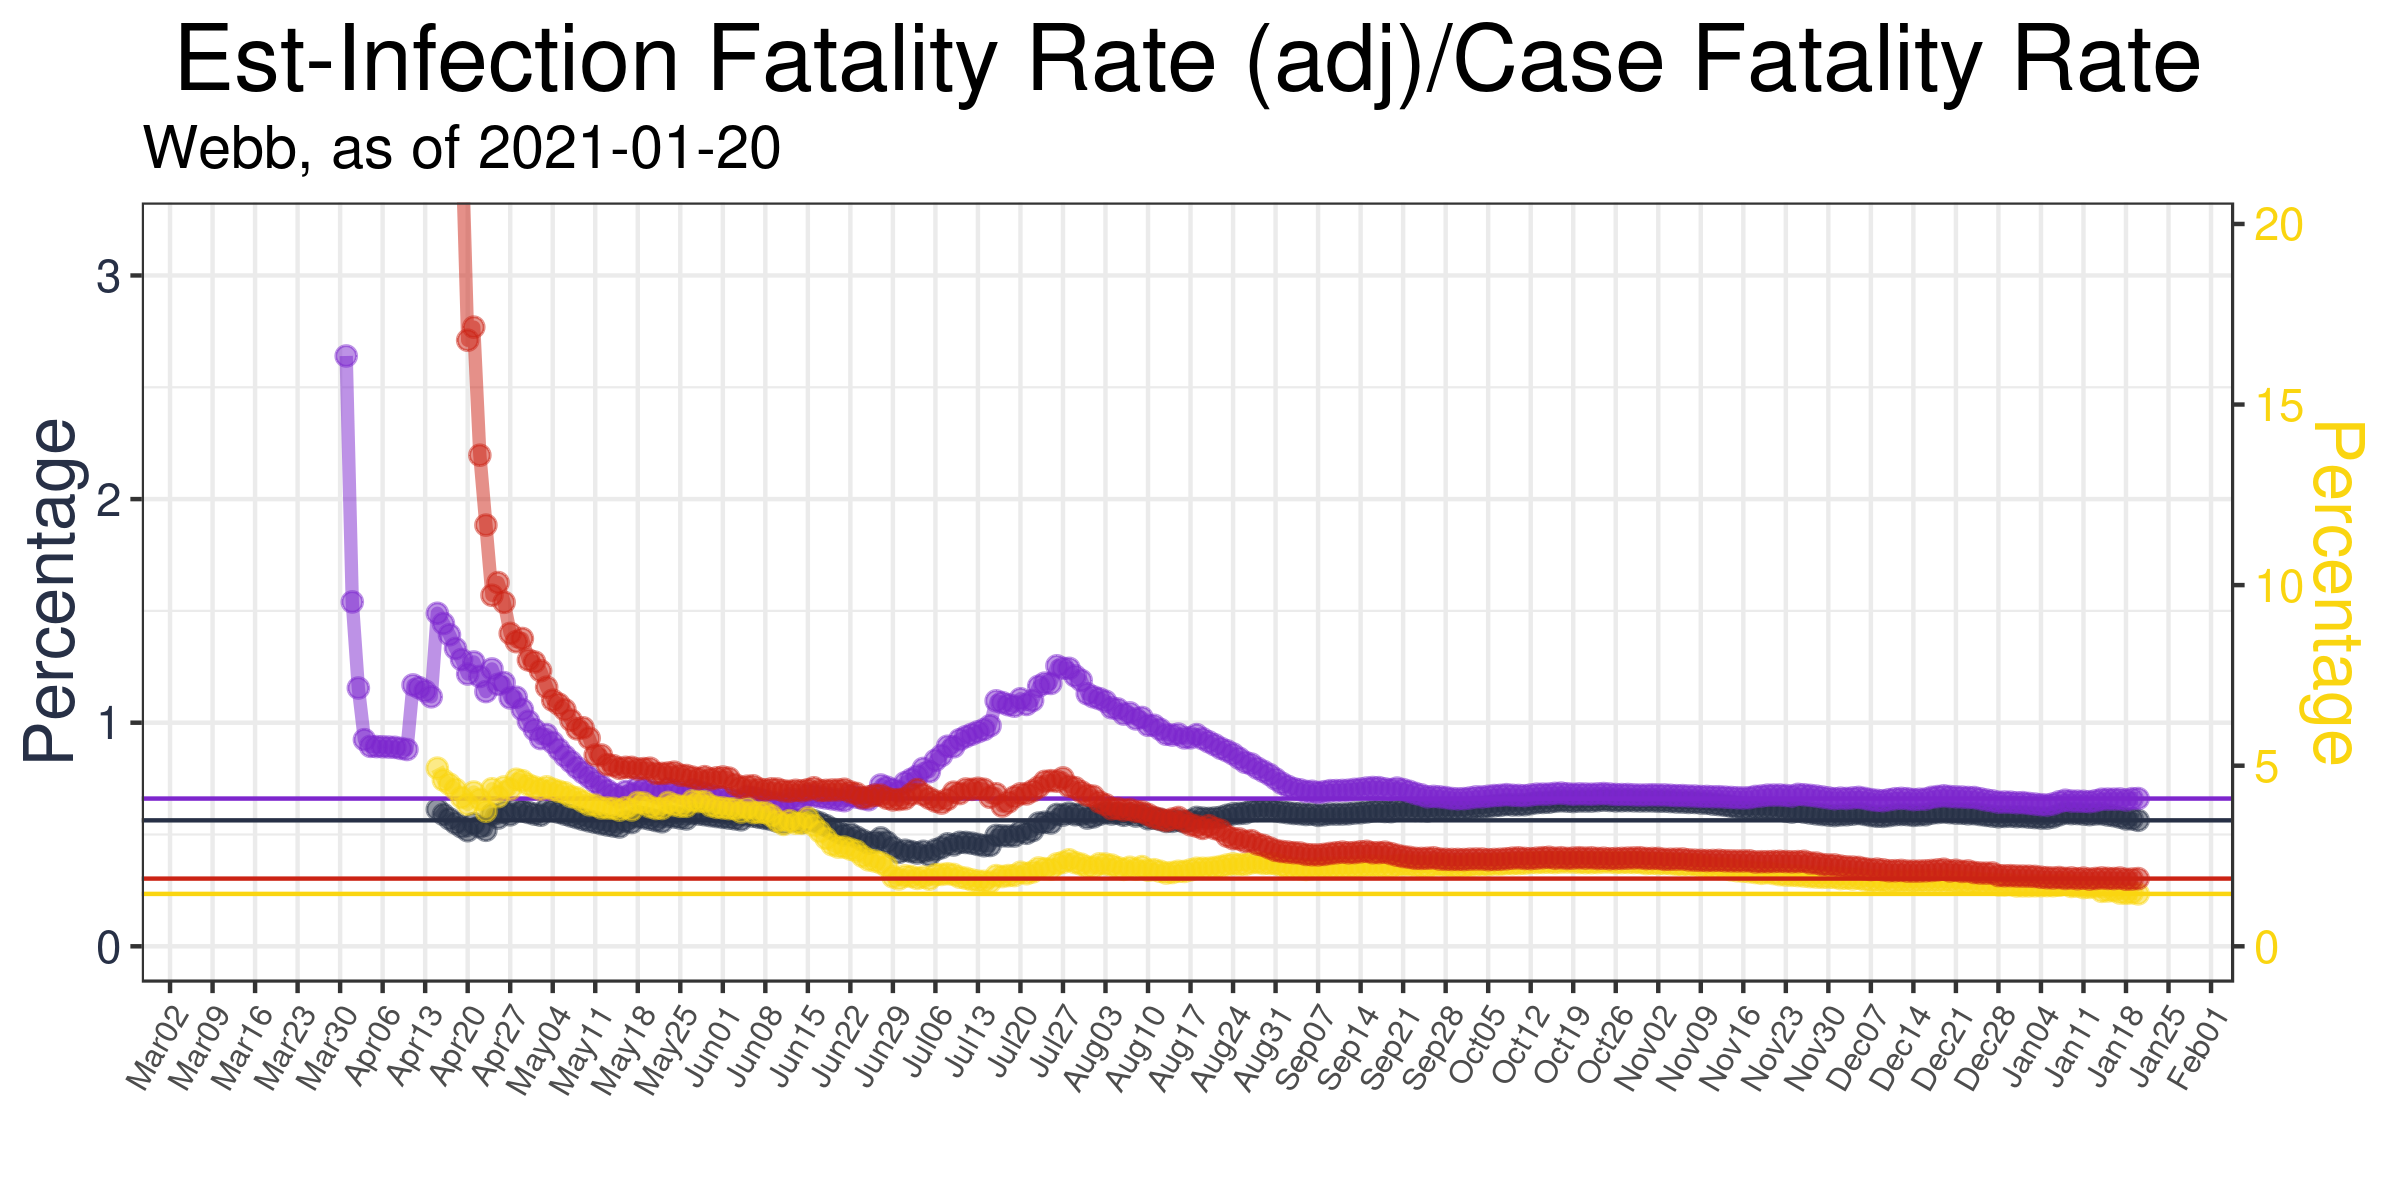 Est-Infection Fatality Rate (adj)/Case Fatality Rate
Webb, as of 2021-01-20
Percentage
3
2
1
0
20
15
10
5
0
Percentage
Mar02 Mar09 Mar16 Mar23 Mar30 Apr06 Apr13 Apr20 Apr27 May04 May11 May18 May25 Jun01 Jun08 Jun15 Jun22 Jun29 Jul06 Jul13 Jul20 Jul27 Aug03 Aug10 Aug17 Aug24 Aug31 Sep07 Sep14 Sep21 Sep28 Oct05 Oct12 Oct19 Oct26 Nov02 Nov09 Nov16 Nov23 Nov30 Dec07 Dec14 Dec21 Dec28 Jan04 Jan11 Jan18 Jan25 Feb01